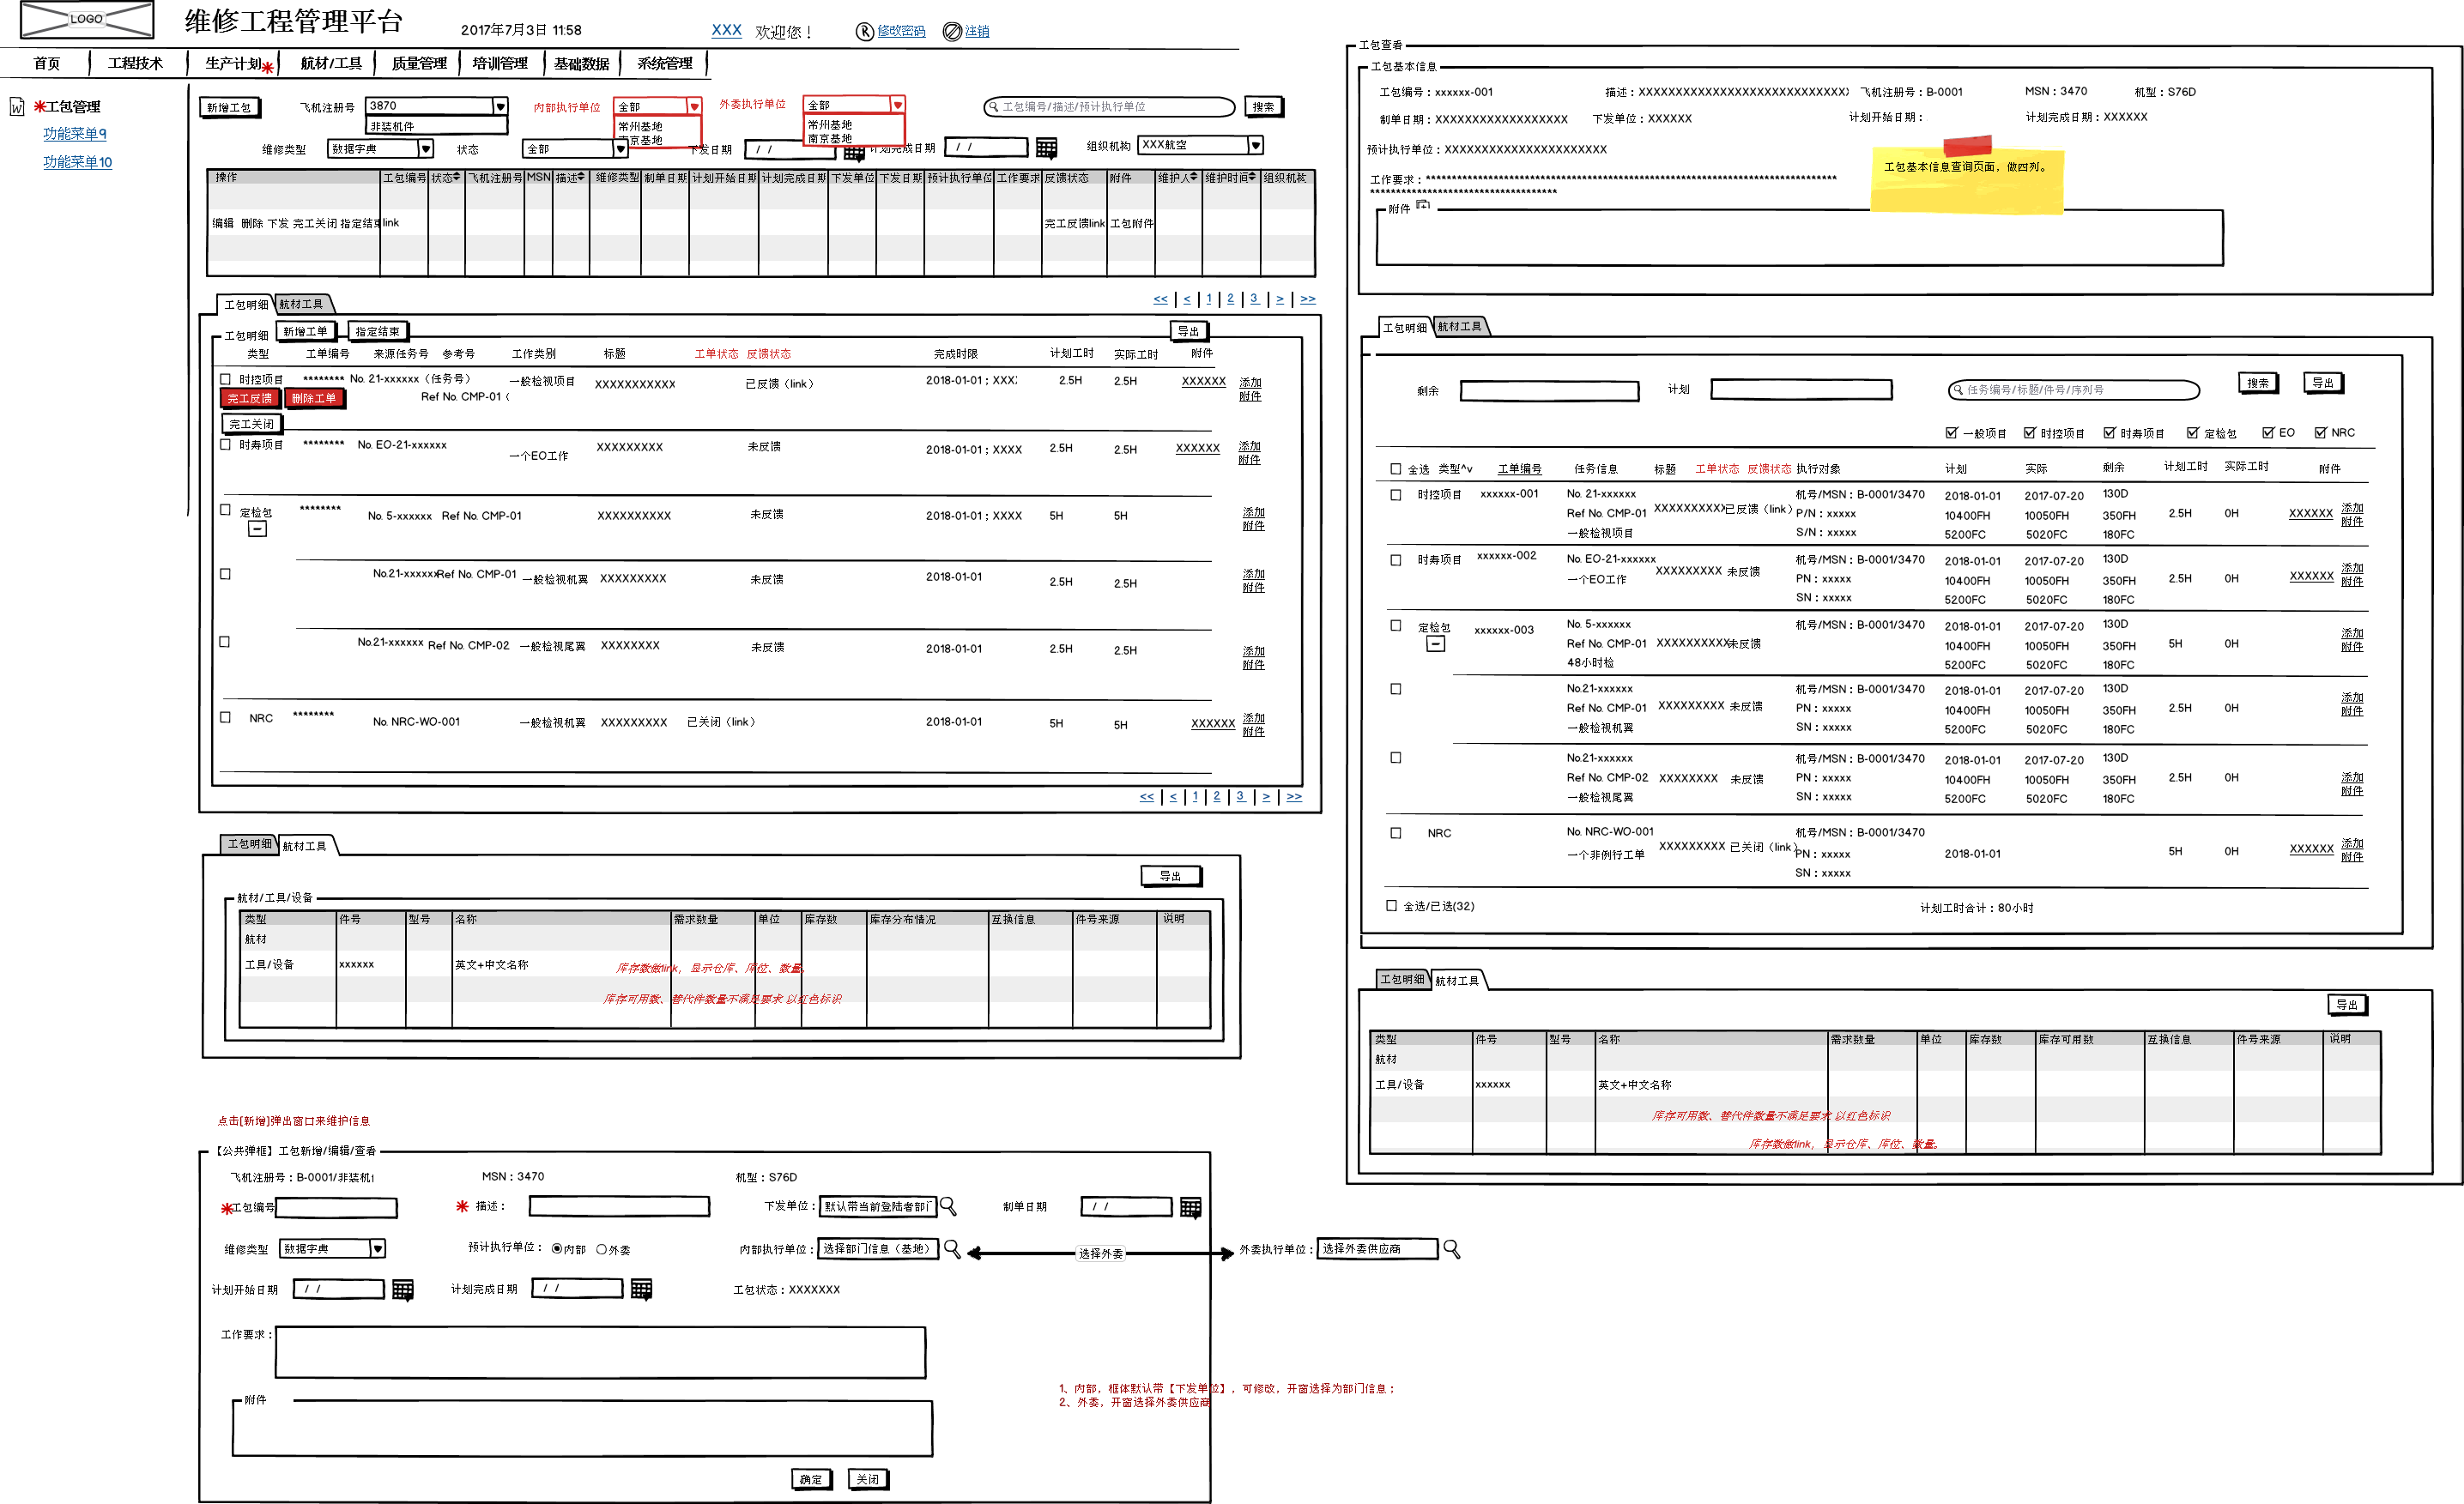 LOGO
维修工程管理平台
2017年7月3日 11:58
XXX 欢迎您！
修改密码 注销
首页 工程技术 生产计划 航材/工具 质量管理 培训管理 基础数据 系统管理
工包管理
功能菜单9
功能菜单10
新增工包 飞机注册号 3870 内部执行单位 全部 外委执行单位 全部 工包编号/描述/预计执行单位 搜索
非装机件 常州基地 常州基地
南京基地
维修类型 数据字典 状态 全部 下发日期 / / 计划完成日期 / / 组织机构 XXX航空
操作 工包编号 状态 飞机注册号 MSN 描述 维修类型 制单日期 计划开始日期 计划完成日期 下发单位 下发日期 预计执行单位 工作要求 反馈状态 附件 维护人 维护时间 组织机构
编辑 删除 下发 完工关闭 指定结束 link 完工反馈link 工包附件
<< < 1 2 3 > >>
工包明细 航材工具
工包明细 新增工单 指定结束 导出
类型 工单编号 来源任务号 参考号 工作类别 标题 工单状态 反馈状态 完成时限 计划工时 实际工时 附件
时控项目 ******** No. 21-xxxxxx（任务号） 一般检视项目 XXXXXXXXXXX 已反馈（link） 2018-01-01；XXX 2.5H 2.5H XXXXXX 添加附件
完工反馈 删除工单 Ref No. CMP-01（
完工关闭
时寿项目 ******** No. EO-21-xxxxxx 一个EO工作 XXXXXXXXX 未反馈 2018-01-01；XXXX 2.5H 2.5H XXXXXX 添加附件
定检包 ******** No. 5-xxxxxx Ref No. CMP-01 XXXXXXXXXX 未反馈 2018-01-01；XXXX 5H 5H 添加附件
No.21-xxxxxx Ref No. CMP-01 一般检视机翼 XXXXXXXXX 未反馈 2018-01-01 2.5H 2.5H 添加附件
No.21-xxxxxx Ref No. CMP-02 一般检视尾翼 XXXXXXXX 未反馈 2018-01-01 2.5H 2.5H 添加附件
NRC ******** No. NRC-WO-001 一般检视机翼 XXXXXXXXX 已关闭（link） 2018-01-01 5H 5H XXXXXX 添加附件
<< < 1 2 3 > >>
工包明细 航材工具
导出
航材/工具/设备
类型 件号 型号 名称 需求数量 单位 库存数 库存分布情况 互换信息 件号来源 说明
航材
工具/设备 xxxxxx 英文+中文名称
库存数做link，显示仓库、库位、数量。
库存可用数、替代件数量不满足要求 以红色标识
点击[新增]弹出窗口来维护信息
【公共弹框】工包新增/编辑/查看
飞机注册号：B-0001/非装机 MSN：3470 机型：S76D
工包编号 描述： 下发单位： 默认带当前登陆者部门 制单日期 / /
维修类型 数据字典 预计执行单位： 内部 外委 内部执行单位： 选择部门信息（基地） 选择外委 外委执行单位： 选择外委供应商
计划开始日期 / / 计划完成日期 / / 工包状态：XXXXXXX
工作要求：
附件
1、内部，框体默认带【下发单位】，可修改，开窗选择为部门信息；
2、外委，开窗选择外委供应商
确定 关闭
工包查看
工包基本信息
工包编号：xxxxxx-001 描述：XXXXXXXXXXXXXXXXXXXXXXXXXXXX 飞机注册号：B-0001 MSN：3470 机型：S76D
制单日期：XXXXXXXXXXXXXXXXXX 下发单位：XXXXXX 计划开始日期： 计划完成日期：XXXXXX
预计执行单位：XXXXXXXXXXXXXXXXXXXXXX
工包基本信息查询页面，做四列。
工作要求：******************************************************************************
***********************************
附件
工包明细 航材工具
剩余 计划 任务编号/标题/件号/序列号 搜索 导出
一般项目 时控项目 时寿项目 定检包 EO NRC
全选 类型^v 工单编号 任务信息 标题 工单状态 反馈状态 执行对象 计划 实际 剩余 计划工时 实际工时 附件
时控项目 xxxxxx-001 No. 21-xxxxxx 机号/MSN：B-0001/3470 2018-01-01 2017-07-20 130D
Ref No. CMP-01 XXXXXXXXXX 已反馈（link） P/N：xxxxx 10400FH 10050FH 350FH 2.5H 0H XXXXXX 添加附件
一般检视项目 S/N：xxxxx 5200FC 5020FC 180FC
时寿项目 xxxxxx-002 No. EO-21-xxxxxx 机号/MSN：B-0001/3470 2018-01-01 2017-07-20 130D
一个EO工作 XXXXXXXXX 未反馈 PN：xxxxx 10400FH 10050FH 350FH 2.5H 0H XXXXXX 添加附件
SN：xxxxx 5200FC 5020FC 180FC
定检包 xxxxxx-003 No. 5-xxxxxx 机号/MSN：B-0001/3470 2018-01-01 2017-07-20 130D
Ref No. CMP-01 XXXXXXXXXX 未反馈 10400FH 10050FH 350FH 5H 0H 添加附件
48小时检 5200FC 5020FC 180FC
No.21-xxxxxx 机号/MSN：B-0001/3470 2018-01-01 2017-07-20 130D
Ref No. CMP-01 XXXXXXXXX 未反馈 PN：xxxxx 10400FH 10050FH 350FH 2.5H 0H 添加附件
一般检视机翼 SN：xxxxx 5200FC 5020FC 180FC
No.21-xxxxxx 机号/MSN：B-0001/3470 2018-01-01 2017-07-20 130D
Ref No. CMP-02 XXXXXXXX 未反馈 PN：xxxxx 10400FH 10050FH 350FH 2.5H 0H 添加附件
一般检视尾翼 SN：xxxxx 5200FC 5020FC 180FC
NRC No. NRC-WO-001 机号/MSN：B-0001/3470
一个非例行工单 XXXXXXXXX 已关闭（link） PN：xxxxx 2018-01-01 5H 0H XXXXXX 添加附件
SN：xxxxx
全选/已选(32) 计划工时合计：80小时
工包明细 航材工具
导出
类型 件号 型号 名称 需求数量 单位 库存数 库存可用数 互换信息 件号来源 说明
航材
工具/设备 xxxxxx 英文+中文名称
库存可用数、替代件数量不满足要求 以红色标识
库存数做link，显示仓库、库位、数量。